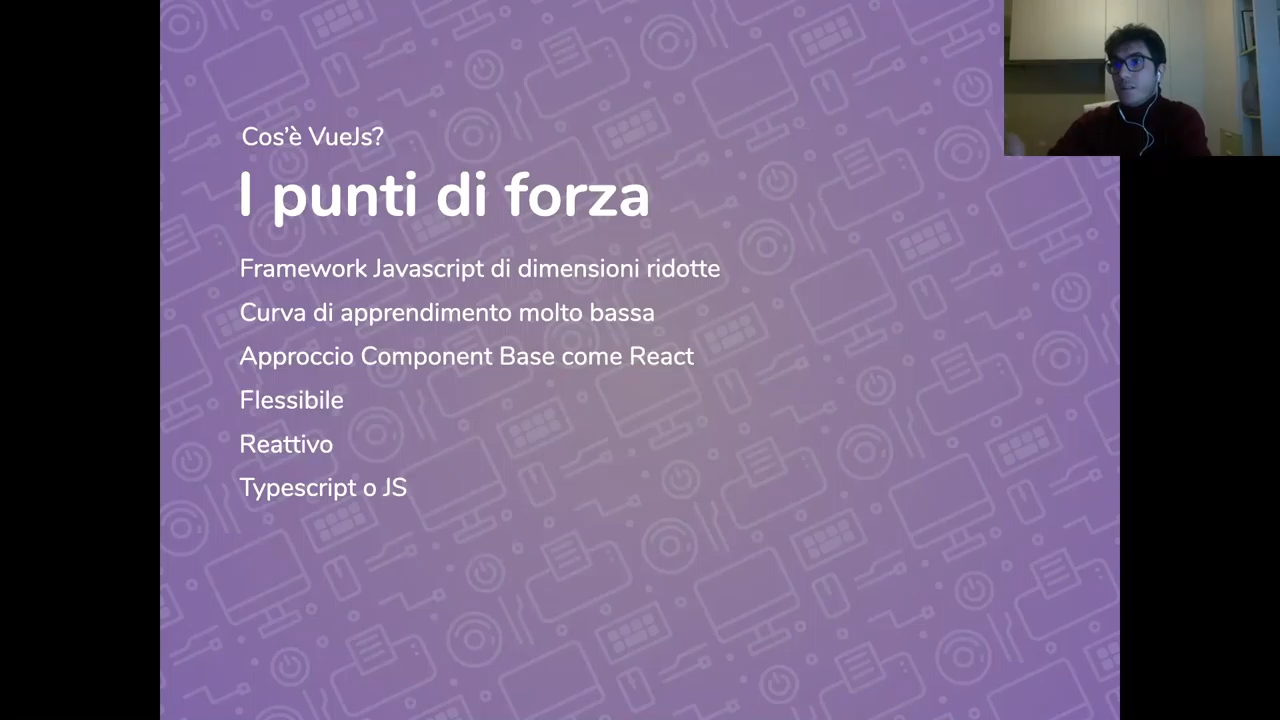 Cos’è VueJs?
I punti di forza
Framework Javascript di dimensioni ridotte
Curva di apprendimento molto bassa
Approccio Component Base come React
Flessibile
Reattivo
Typescript o JS